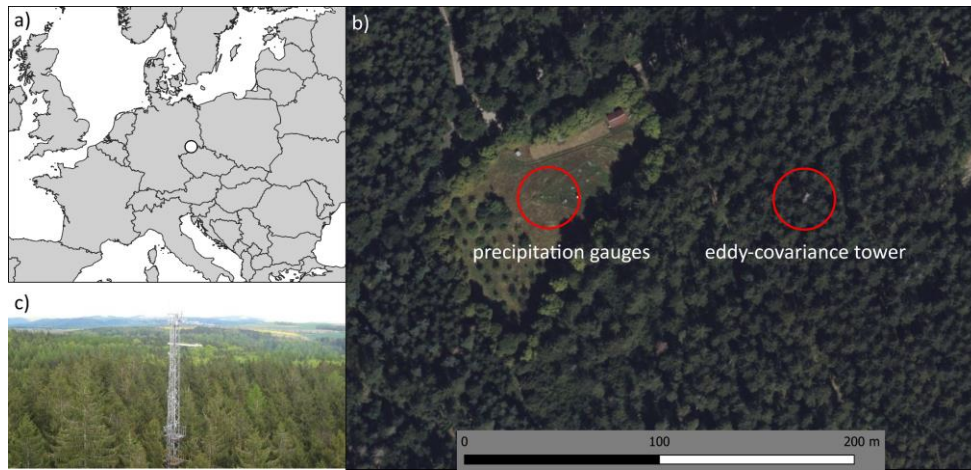 a)
b)
precipitation gauges
eddy-covariance tower
c)
0
100
200 m